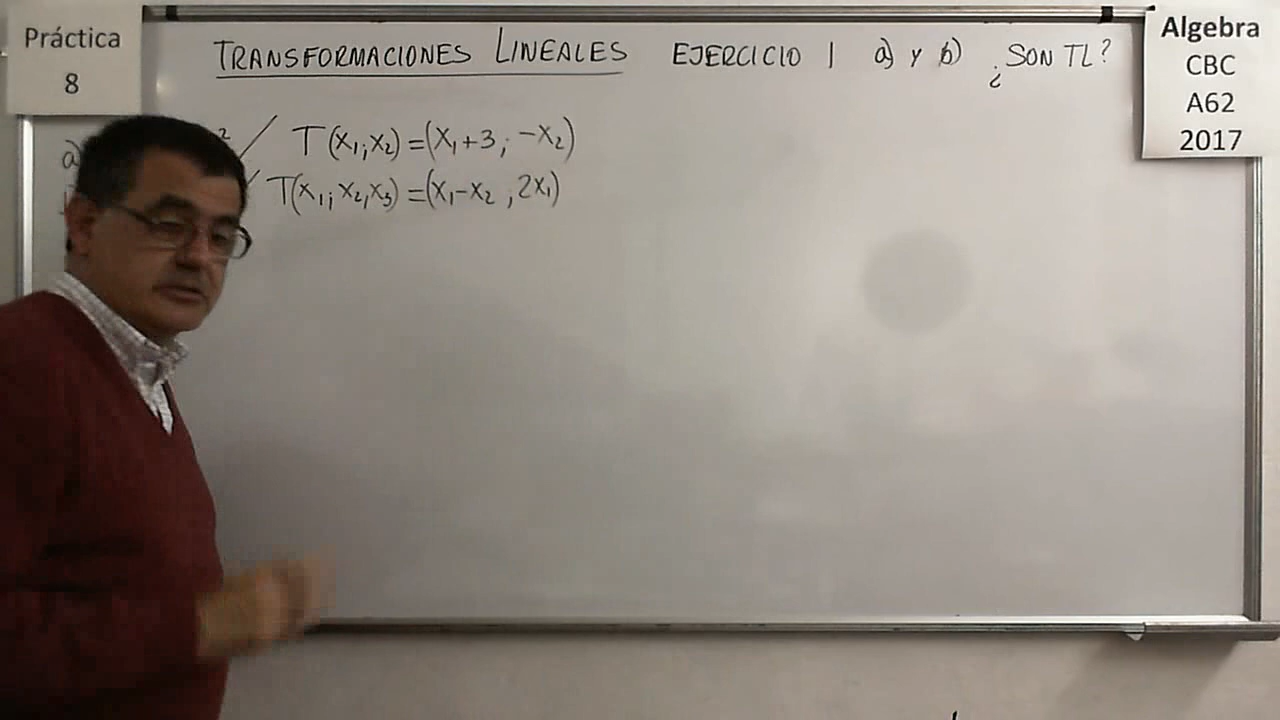 Práctica
8
TRANSFORMACIONES LINEALES EJERCICIO 1 a) y b) ¿SON TL?
Algebra
CBC
A62
2017
a) ² / T(x₁; x₂) = (x₁+3; -x₂)
/ T(x₁; x₂, x₃) = (x₁-x₂, 2x₁)